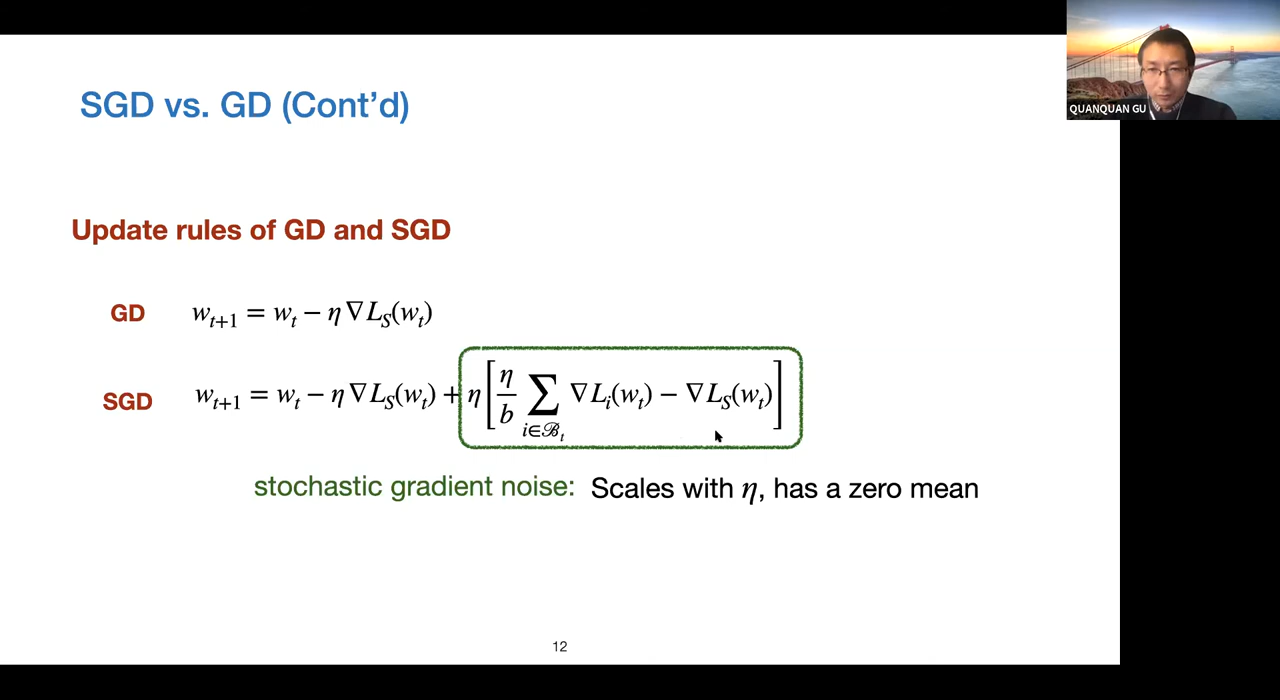 QUANQUAN GU
SGD vs. GD (Cont'd)
Update rules of GD and SGD
GD w_{t+1} = w_t − η ∇L_S(w_t)
SGD w_{t+1} = w_t − η ∇L_S(w_t) + η [ η/b ∑_{i∈ℬ_t} ∇L_i(w_t) − ∇L_S(w_t) ]
stochastic gradient noise: Scales with η, has a zero mean
12